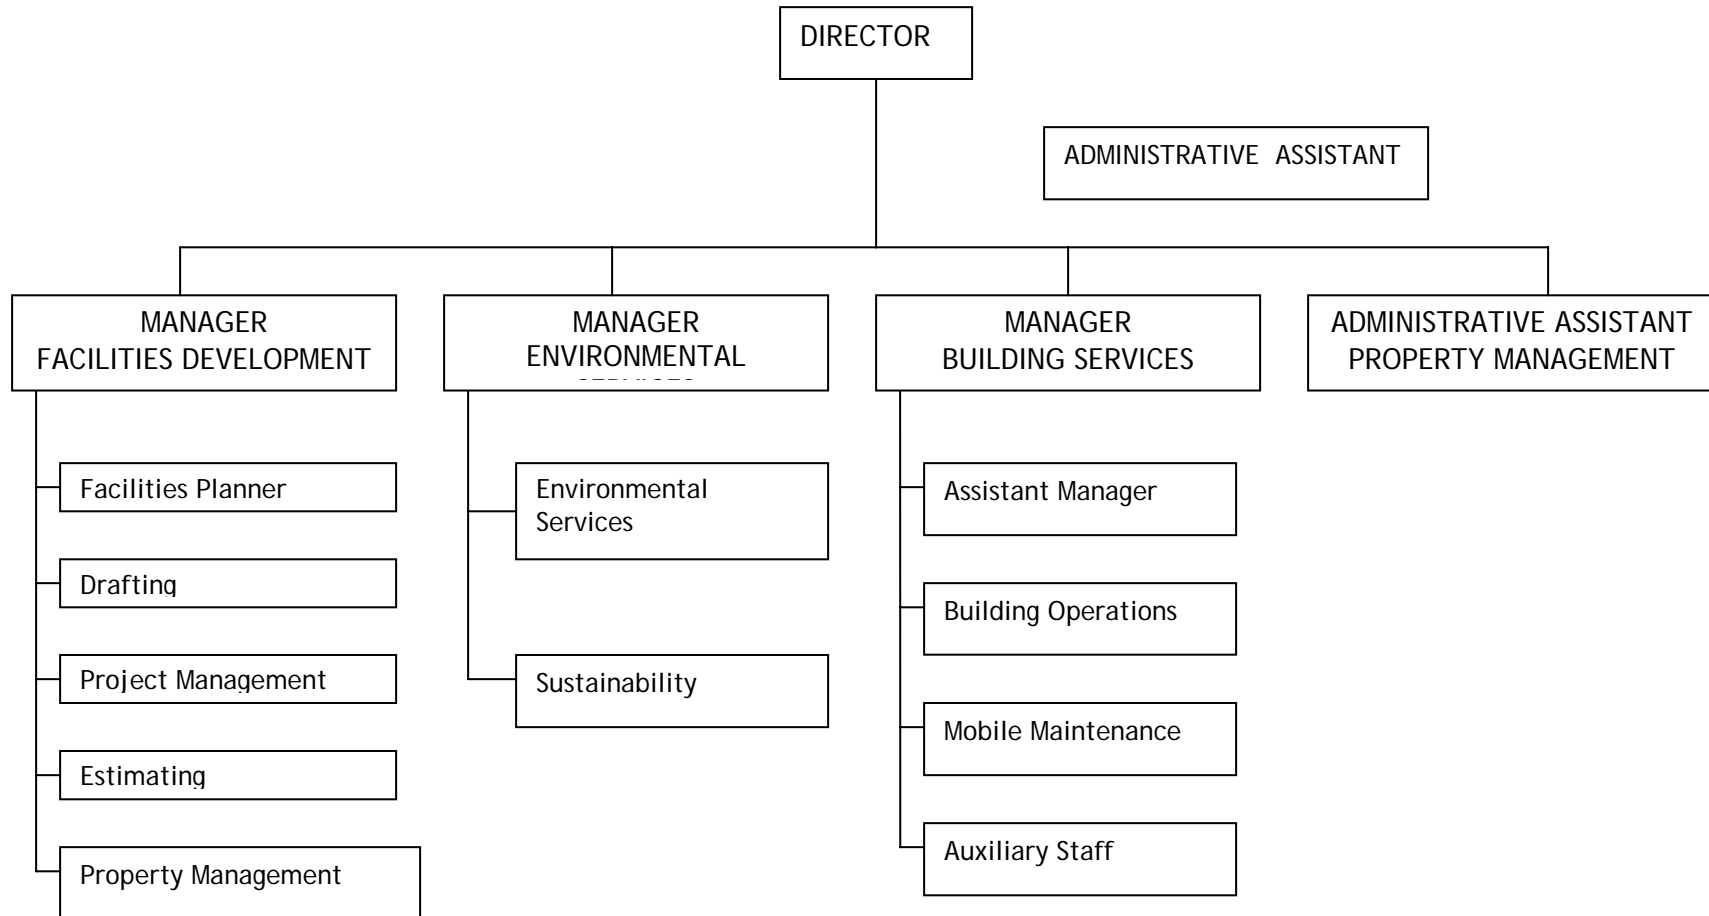 DIRECTOR
ADMINISTRATIVE ASSISTANT
MANAGER
FACILITIES DEVELOPMENT
MANAGER
ENVIRONMENTAL
MANAGER
BUILDING SERVICES
ADMINISTRATIVE ASSISTANT
PROPERTY MANAGEMENT
Facilities Planner
Drafting
Project Management
Estimating
Property Management
Environmental
Services
Sustainability
Assistant Manager
Building Operations
Mobile Maintenance
Auxiliary Staff